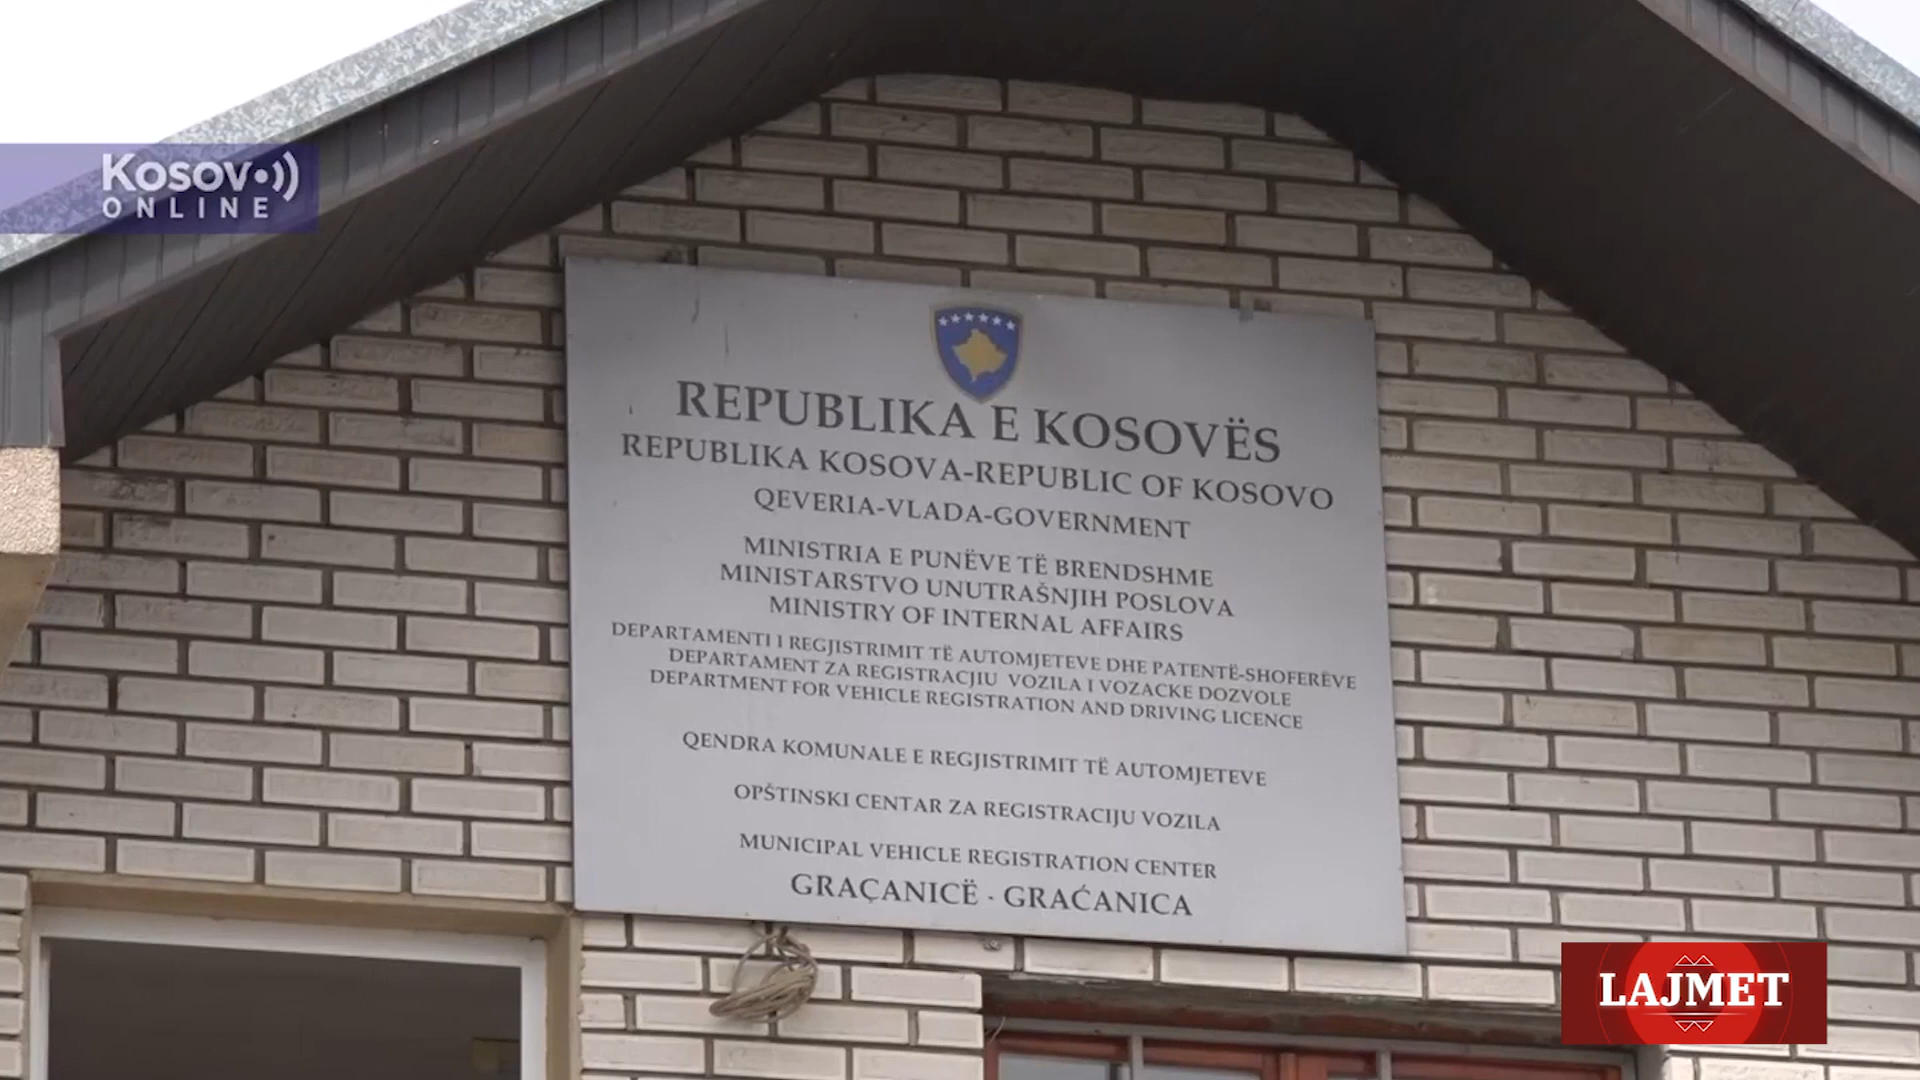 Kosovo
ONLINE
REPUBLIKA E KOSOVËS
REPUBLIKA KOSOVA-REPUBLIC OF KOSOVO
QEVERIA-VLADA-GOVERNMENT
MINISTRIA E PUNËVE TË BRENDSHME
MINISTARSTVO UNUTRAŠNJIH POSLOVA
MINISTRY OF INTERNAL AFFAIRS
DEPARTAMENTI I REGJISTRIMIT TË AUTOMJETEVE DHE PATENTË-SHOFERËVE
DEPARTAMENT ZA REGISTRACJIU VOZILA I VOZACKE DOZVOLE
DEPARTMENT FOR VEHICLE REGISTRATION AND DRIVING LICENCE
QENDRA KOMUNALE E REGJISTRIMIT TË AUTOMJETEVE
OPŠTINSKI CENTAR ZA REGISTRACIJU VOZILA
MUNICIPAL VEHICLE REGISTRATION CENTER
GRAÇANICË - GRAĆANICA
LAJMET